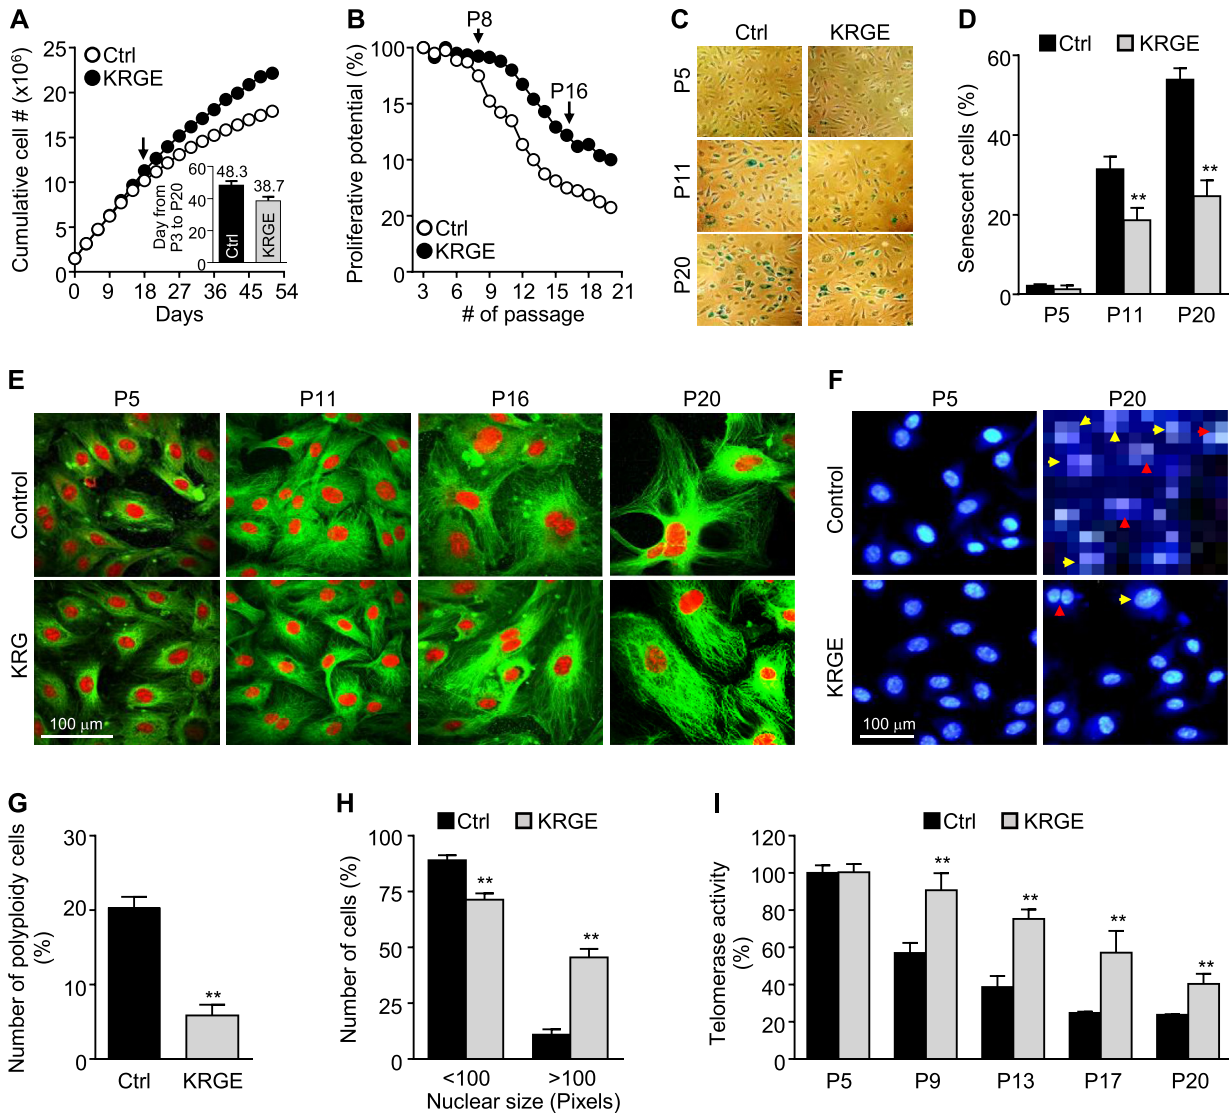 A
Cumulative cell # (x10⁶)
25
20
15
10
5
0
Ctrl
KRGE
Day from
P3 to P20
60
40
20
0
48.3
38.7
Ctrl
KRGE
0 9 18 27 36 45 54
Days
B
P8
P16
Proliferative potential (%)
100
15
10
20
0
Ctrl
KRGE
3 6 9 12 15 18 21
# of passage
C
Ctrl KRGE
P5
P11
P20
D
Ctrl KRGE
Senescent cells (%)
60
40
20
0
**
**
P5 P11 P20
E
P5 P11 P16 P20
Control
KRG
100 μm
F
P5 P20
Control
KRGE
100 μm
G
Number of polyploidy cells
(%)
30
20
10
0
**
Ctrl KRGE
H
Ctrl KRGE
Number of cells (%)
100
75
50
25
0
**
**
<100 >100
Nuclear size (Pixels)
I
Ctrl KRGE
Telomerase activity
(%)
120
100
80
60
40
20
0
**
**
**
**
P5 P9 P13 P17 P20